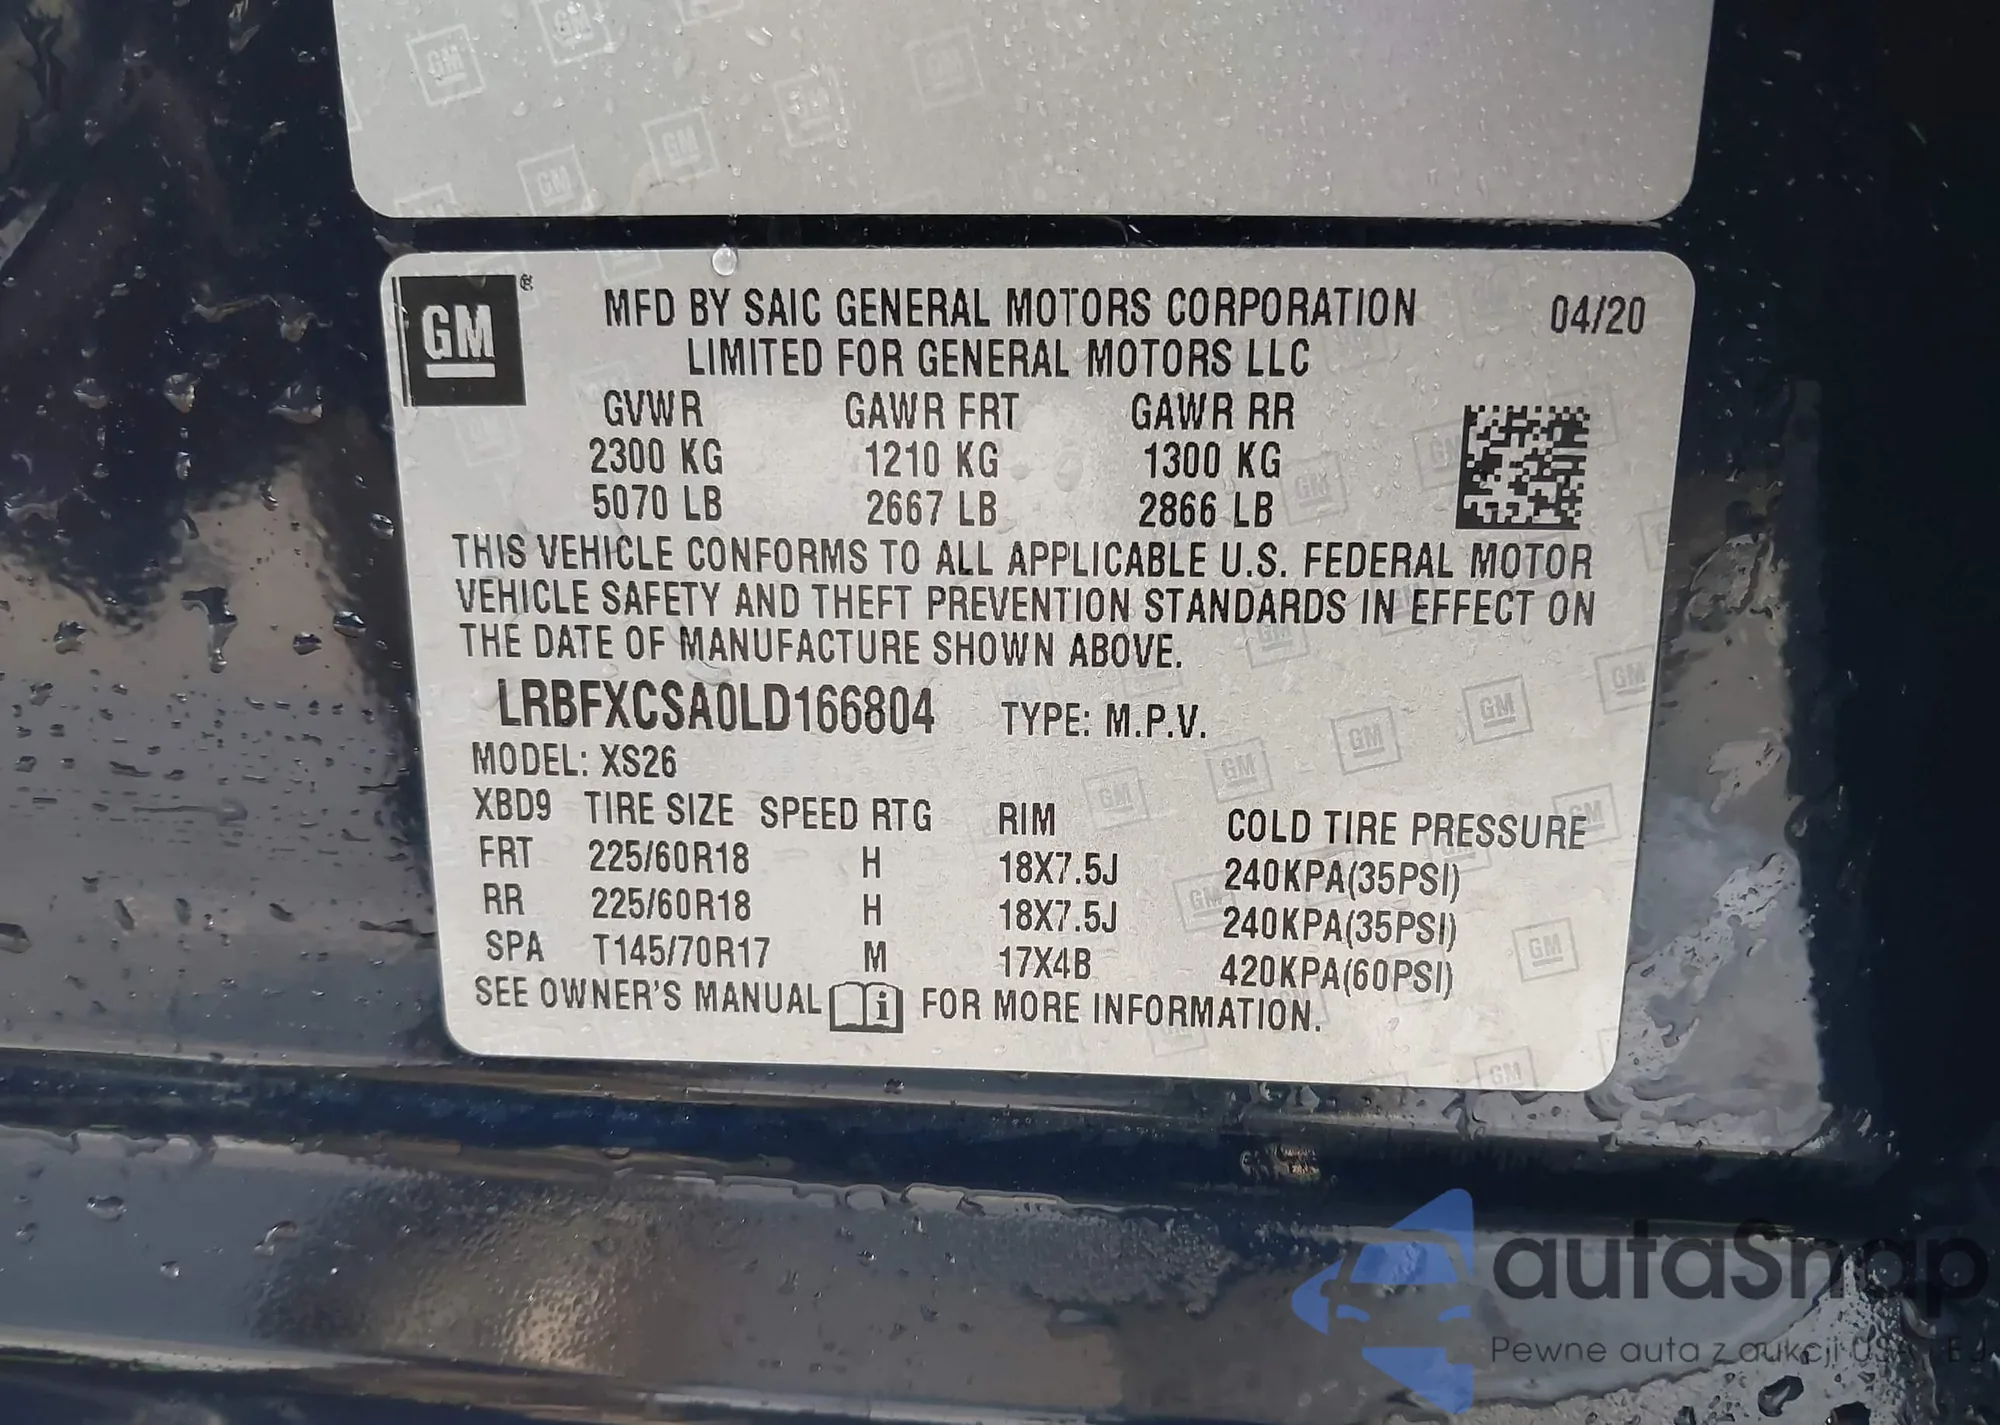 GM
MFD BY SAIC GENERAL MOTORS CORPORATION 04/20
LIMITED FOR GENERAL MOTORS LLC
GVWR GAWR FRT GAWR RR
2300 KG 1210 KG 1300 KG
5070 LB 2667 LB 2866 LB
THIS VEHICLE CONFORMS TO ALL APPLICABLE U.S. FEDERAL MOTOR
VEHICLE SAFETY AND THEFT PREVENTION STANDARDS IN EFFECT ON
THE DATE OF MANUFACTURE SHOWN ABOVE.
LRBFXCSA0LD166804 TYPE: M.P.V.
MODEL: XS26
XBD9 TIRE SIZE SPEED RTG RIM COLD TIRE PRESSURE
FRT 225/60R18 H 18X7.5J 240KPA(35PSI)
RR 225/60R18 H 18X7.5J 240KPA(35PSI)
SPA T145/70R17 M 17X4B 420KPA(60PSI)
SEE OWNER'S MANUAL i FOR MORE INFORMATION.
autaSnap
Pewne auta z aukcji USA